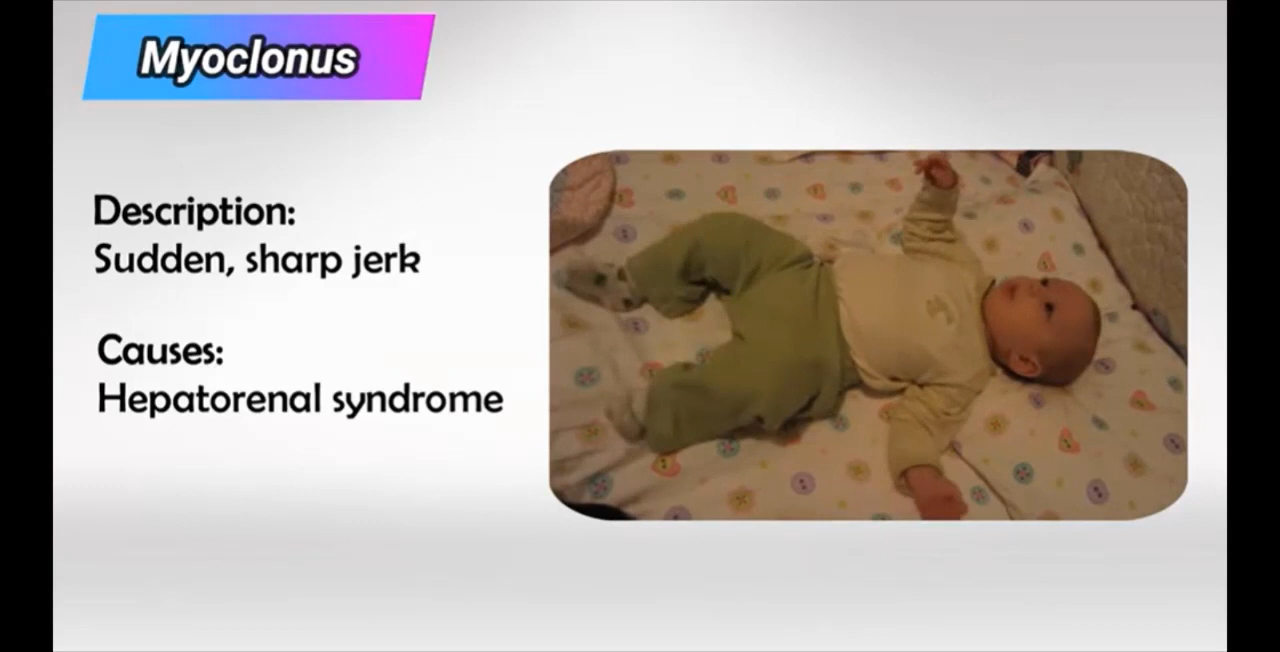 Myoclonus
Description:
Sudden, sharp jerk
Causes:
Hepatorenal syndrome